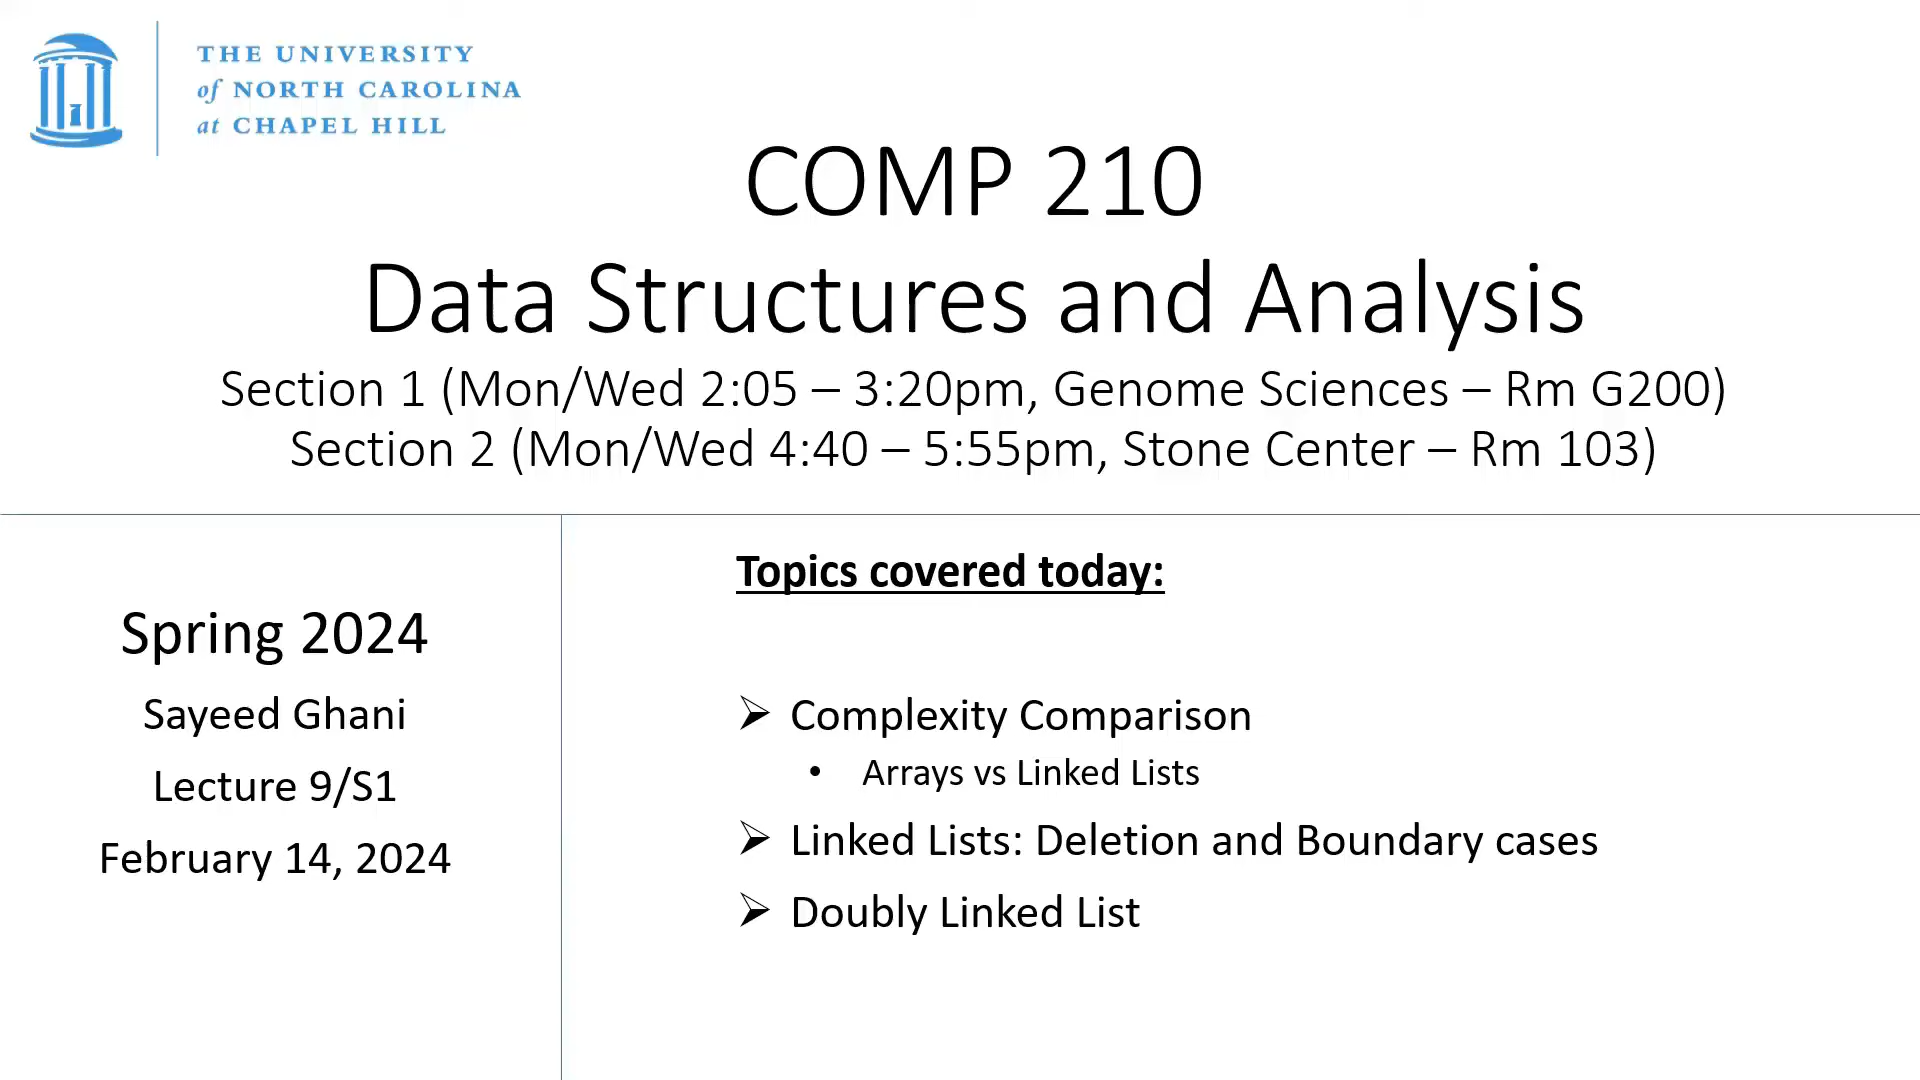 THE UNIVERSITY
of NORTH CAROLINA
at CHAPEL HILL
COMP 210
Data Structures and Analysis
Section 1 (Mon/Wed 2:05 – 3:20pm, Genome Sciences – Rm G200)
Section 2 (Mon/Wed 4:40 – 5:55pm, Stone Center – Rm 103)
Spring 2024
Sayeed Ghani
Lecture 9/S1
February 14, 2024
Topics covered today:
➢ Complexity Comparison
• Arrays vs Linked Lists
➢ Linked Lists: Deletion and Boundary cases
➢ Doubly Linked List